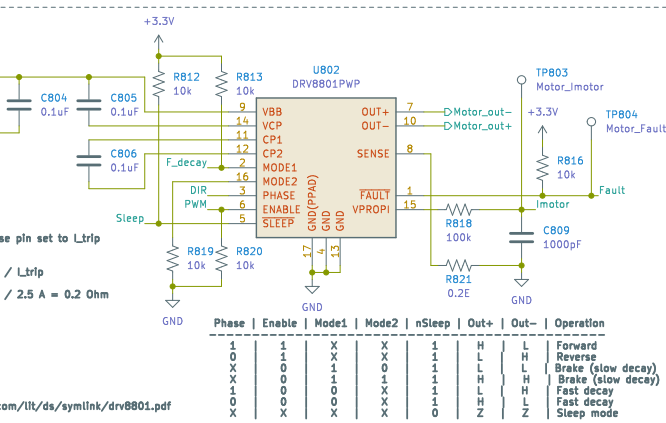 +3.3V
R812
10k
R813
10k
U802
DRV8801PWP
TP803
Motor_Imotor
+3.3V
TP804
Motor_Fault
C804
0.1uF
C805
0.1uF
C806
0.1uF
9 VBB
14 VCP
11 CP1
12 CP2
F_decay 2 MODE1
16 MODE2
DIR 3 PHASE
PWM 6 ENABLE
Sleep 5 SLEEP
OUT+ 7 Motor_out-
OUT- 10 Motor_out+
SENSE 8
FAULT 1 Fault
VPROPI 15 Imotor
GND(PPAD) 17
GND 4
GND 13
R816
10k
R818
100k
C809
1000pF
R819
10k
R820
10k
R821
0.2E
GND
GND
GND
se pin set to I_trip
/ I_trip
/ 2.5 A = 0.2 Ohm
Phase | Enable | Mode1 | Mode2 | nSleep | Out+ | Out- | Operation
1 | 1 | X | X | 1 | H | L | Forward
0 | 1 | X | X | 1 | L | H | Reverse
X | 0 | 1 | 0 | 1 | L | L | Brake (slow decay)
X | 0 | 1 | 1 | 1 | H | H | Brake (slow decay)
1 | 0 | 0 | X | 1 | L | H | Fast decay
0 | 0 | 0 | X | 1 | H | L | Fast decay
X | X | X | X | 0 | Z | Z | Sleep mode
com/lit/ds/symlink/drv8801.pdf